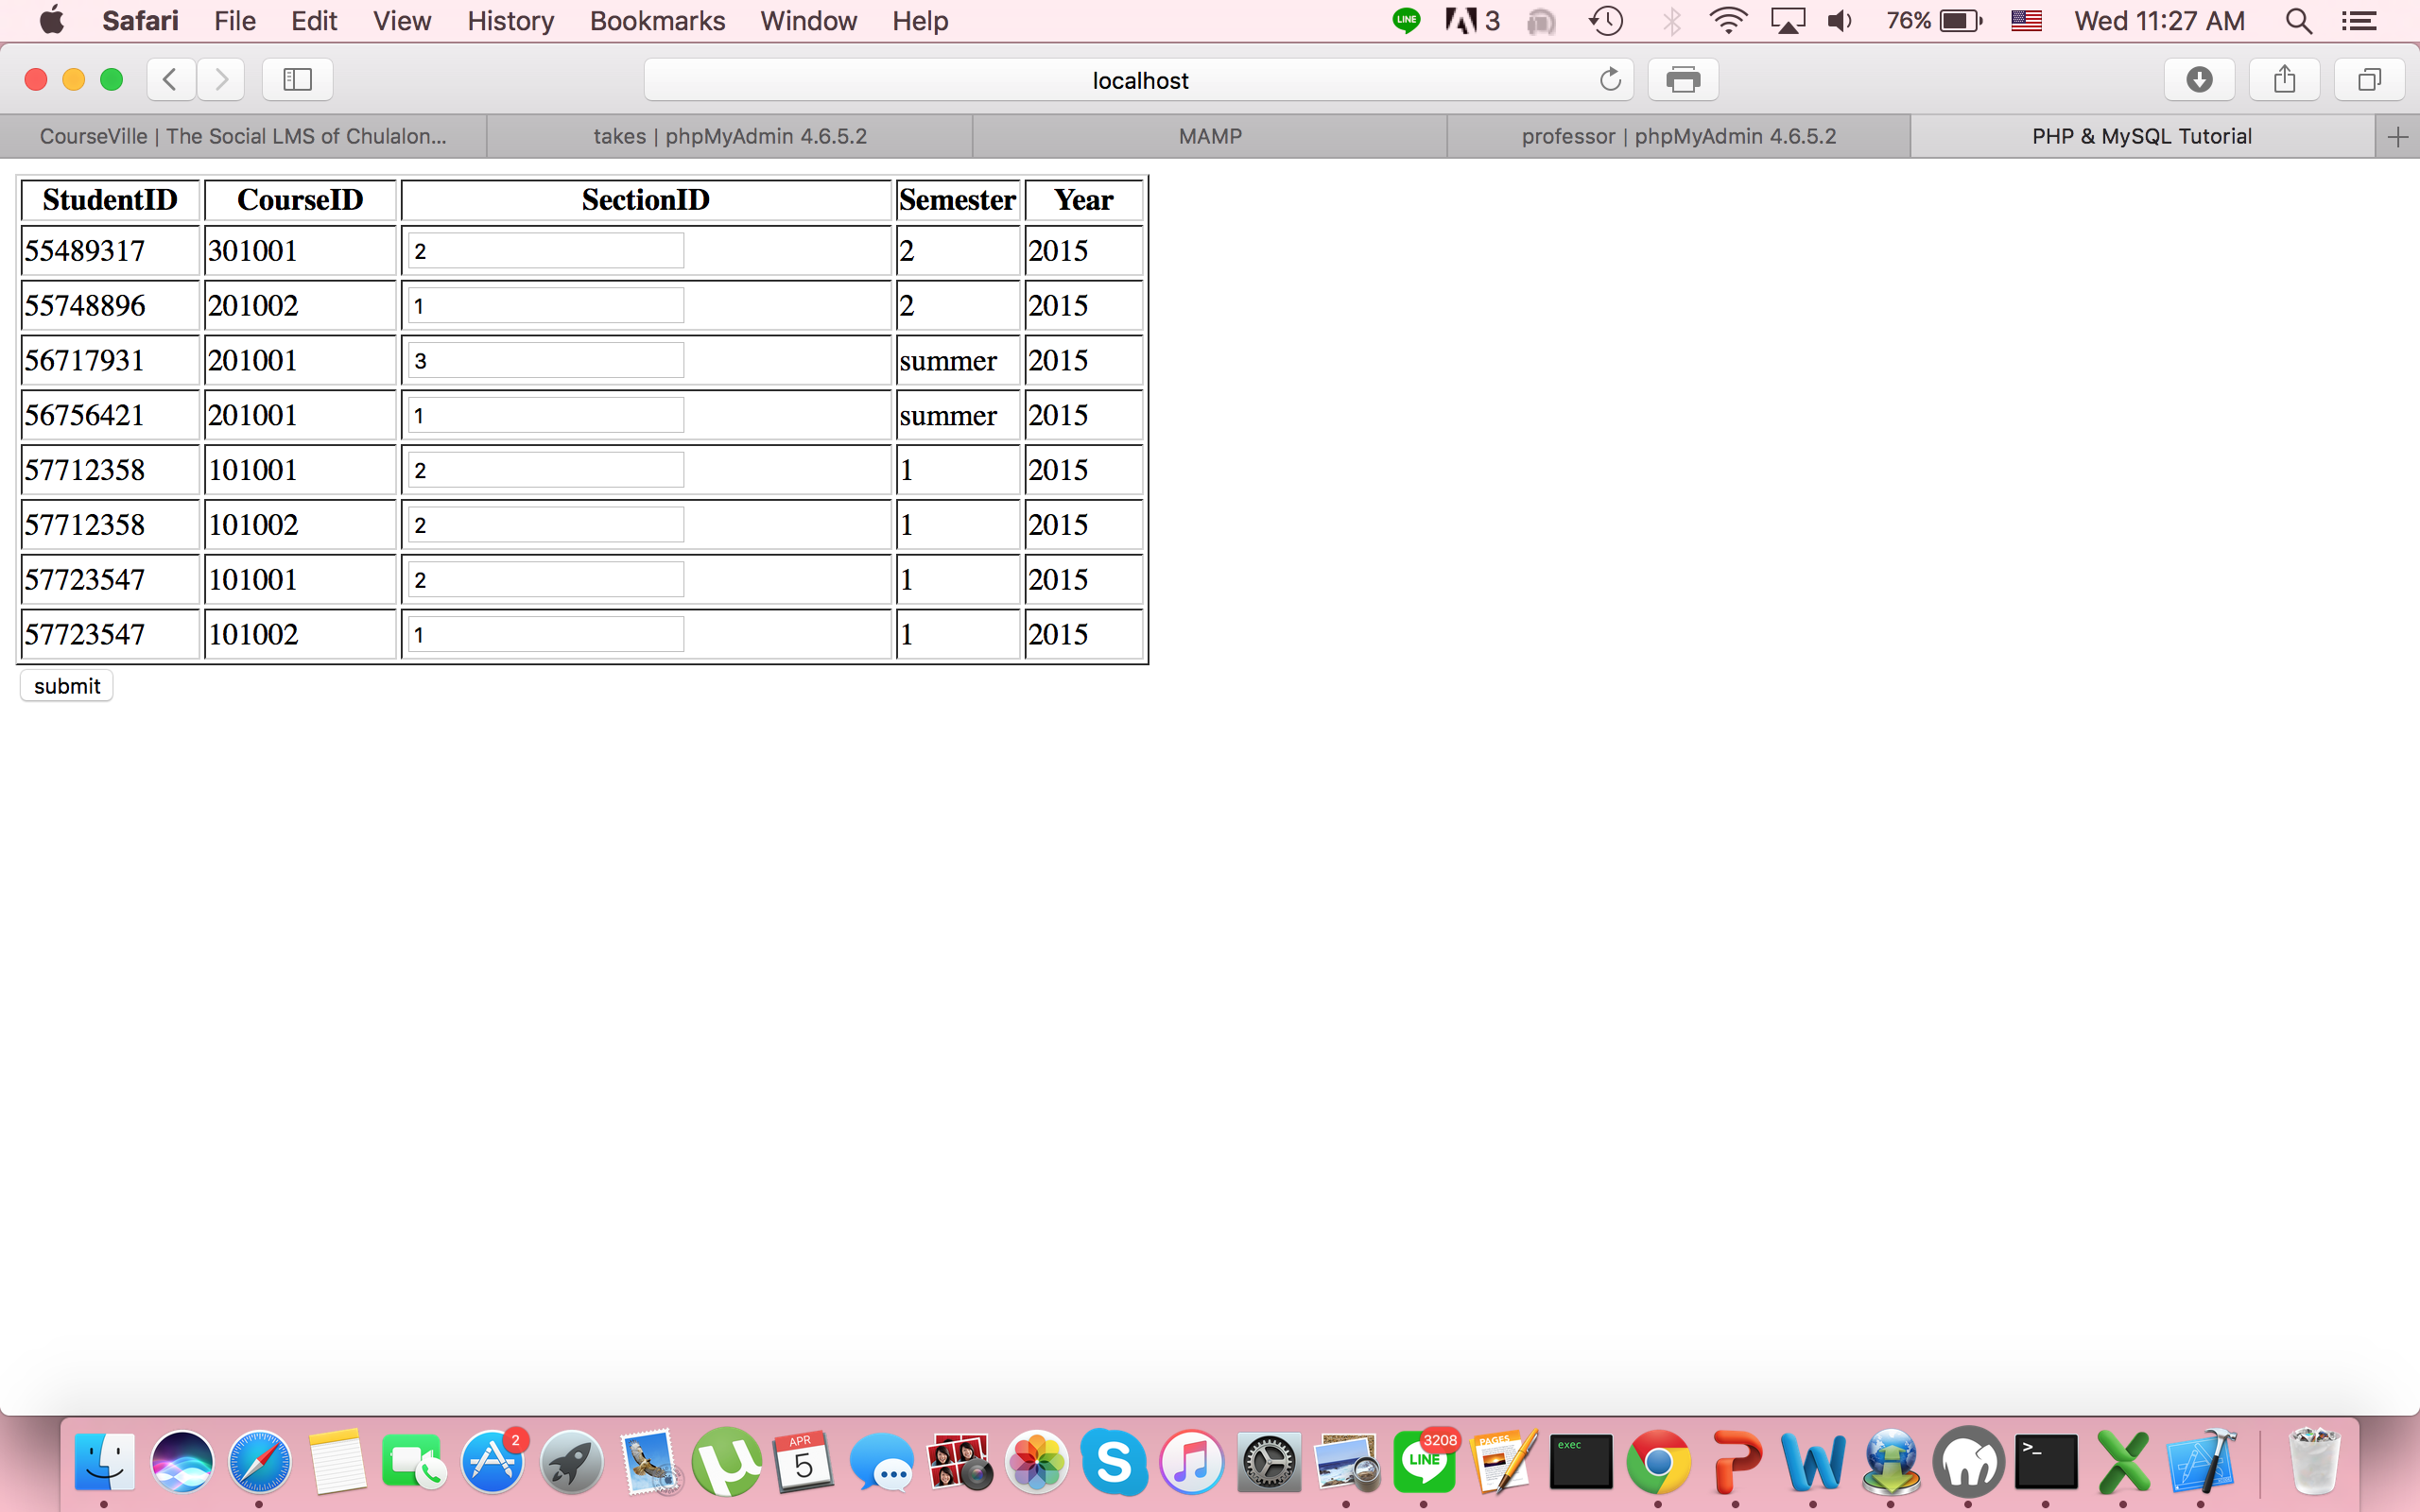 Safari File Edit View History Bookmarks Window Help LINE 3 76% Wed 11:27 AM
localhost
CourseVille | The Social LMS of Chulalon... takes | phpMyAdmin 4.6.5.2 MAMP professor | phpMyAdmin 4.6.5.2 PHP & MySQL Tutorial
StudentID CourseID SectionID Semester Year
55489317 301001 2 2 2015
55748896 201002 1 2 2015
56717931 201001 3 summer 2015
56756421 201001 1 summer 2015
57712358 101001 2 1 2015
57712358 101002 2 1 2015
57723547 101001 2 1 2015
57723547 101002 1 1 2015
submit
2 APR 5 3208 LINE PAGES exec >_